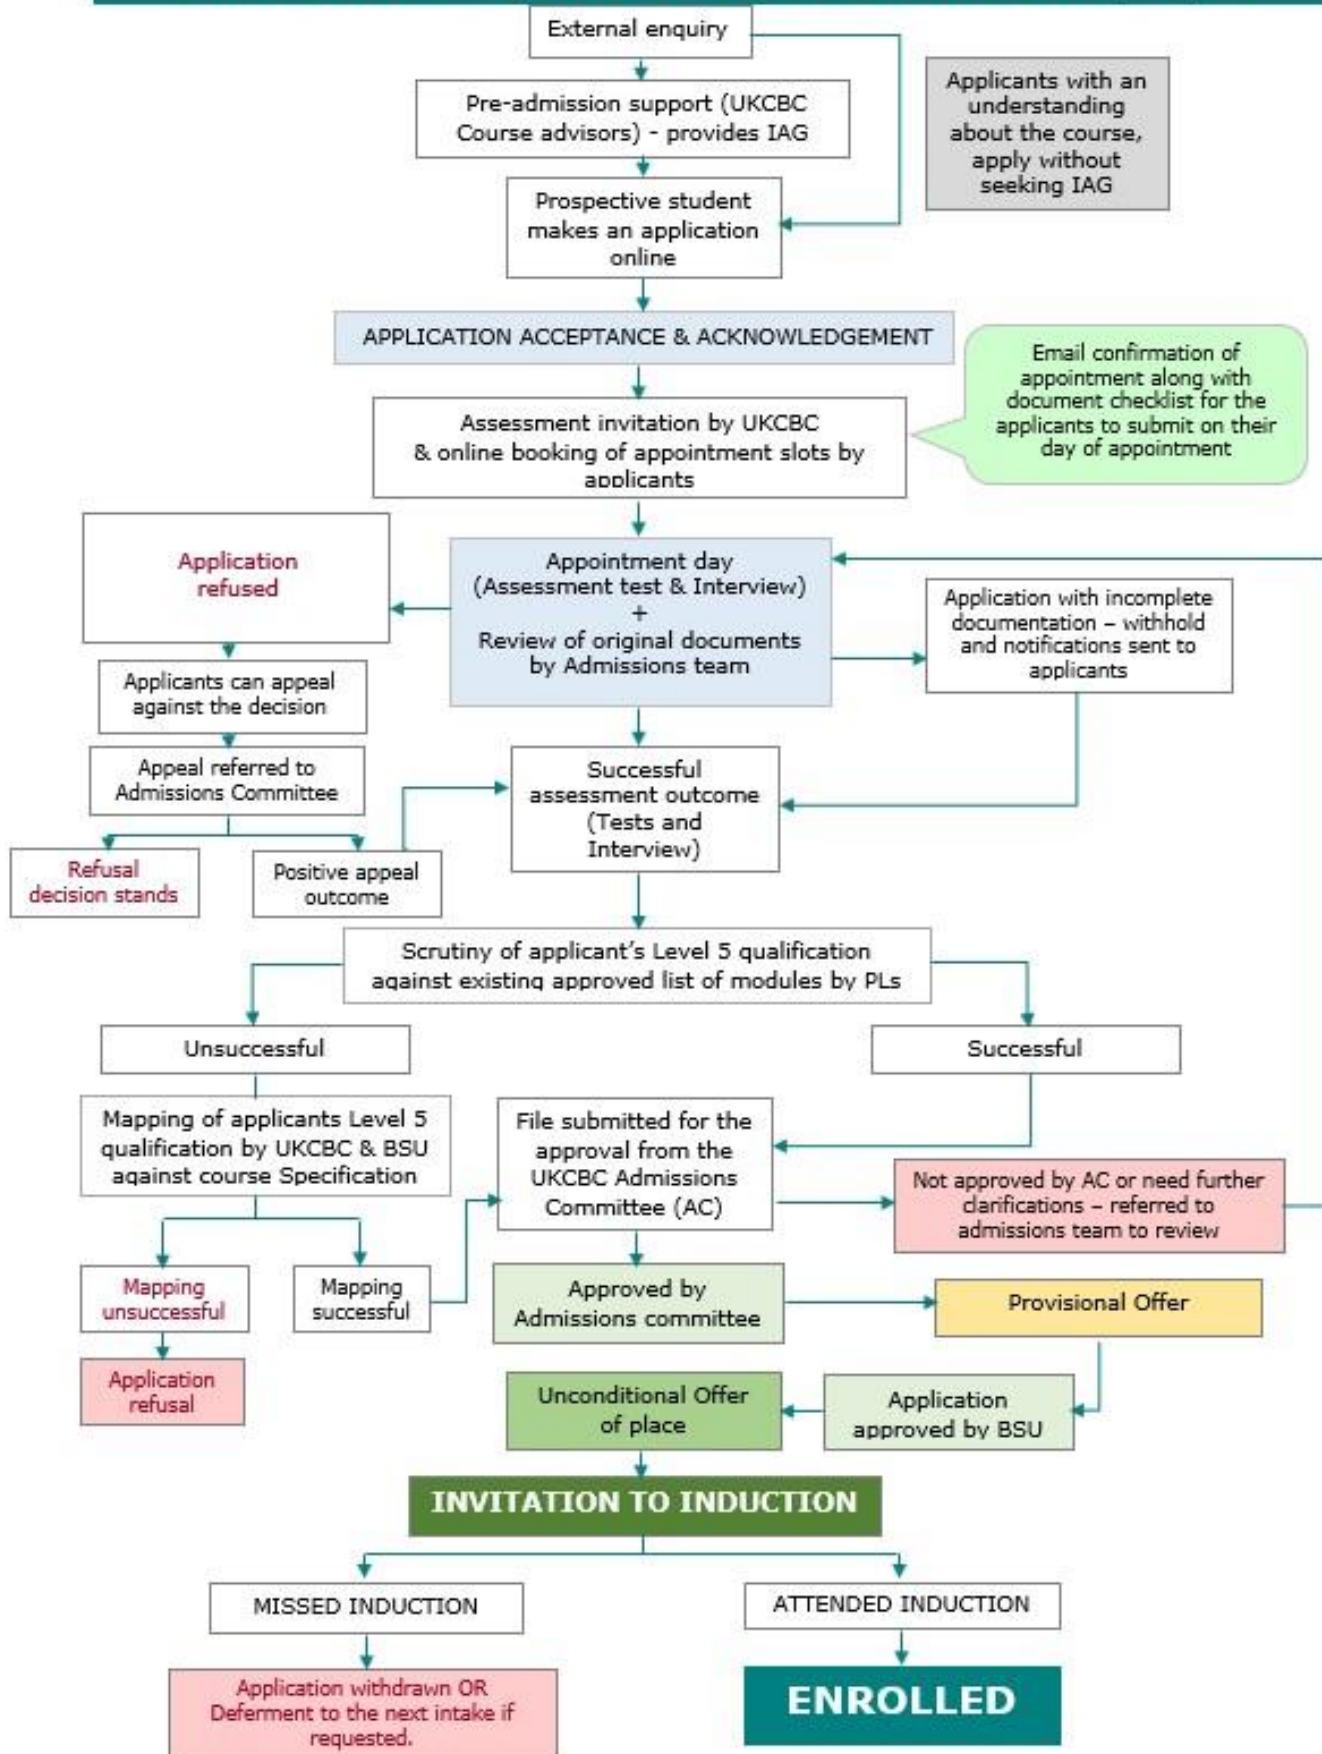 External enquiry
Pre-admission support (UKCBC
Course advisors) - provides IAG
Applicants with an
understanding
about the course,
apply without
seeking IAG
Prospective student
makes an application
online
APPLICATION ACCEPTANCE & ACKNOWLEDGEMENT
Email confirmation of
appointment along with
document checklist for the
applicants to submit on their
day of appointment
Assessment invitation by UKCBC
& online booking of appointment slots by
applicants
Application
refused
Appointment day
(Assessment test & Interview)
+
Review of original documents
by Admissions team
Application with incomplete
documentation – withhold
and notifications sent to
applicants
Applicants can appeal
against the decision
Appeal referred to
Admissions Committee
Successful
assessment outcome
(Tests and
Interview)
Refusal
decision stands
Positive appeal
outcome
Scrutiny of applicant’s Level 5 qualification
against existing approved list of modules by PLs
Unsuccessful
Successful
Mapping of applicants Level 5
qualification by UKCBC & BSU
against course Specification
File submitted for the
approval from the
UKCBC Admissions
Committee (AC)
Not approved by AC or need further
clarifications – referred to
admissions team to review
Mapping
unsuccessful
Mapping
successful
Approved by
Admissions committee
Provisional Offer
Application
refusal
Unconditional Offer
of place
Application
approved by BSU
INVITATION TO INDUCTION
MISSED INDUCTION
ATTENDED INDUCTION
Application withdrawn OR
Deferment to the next intake if
requested.
ENROLLED